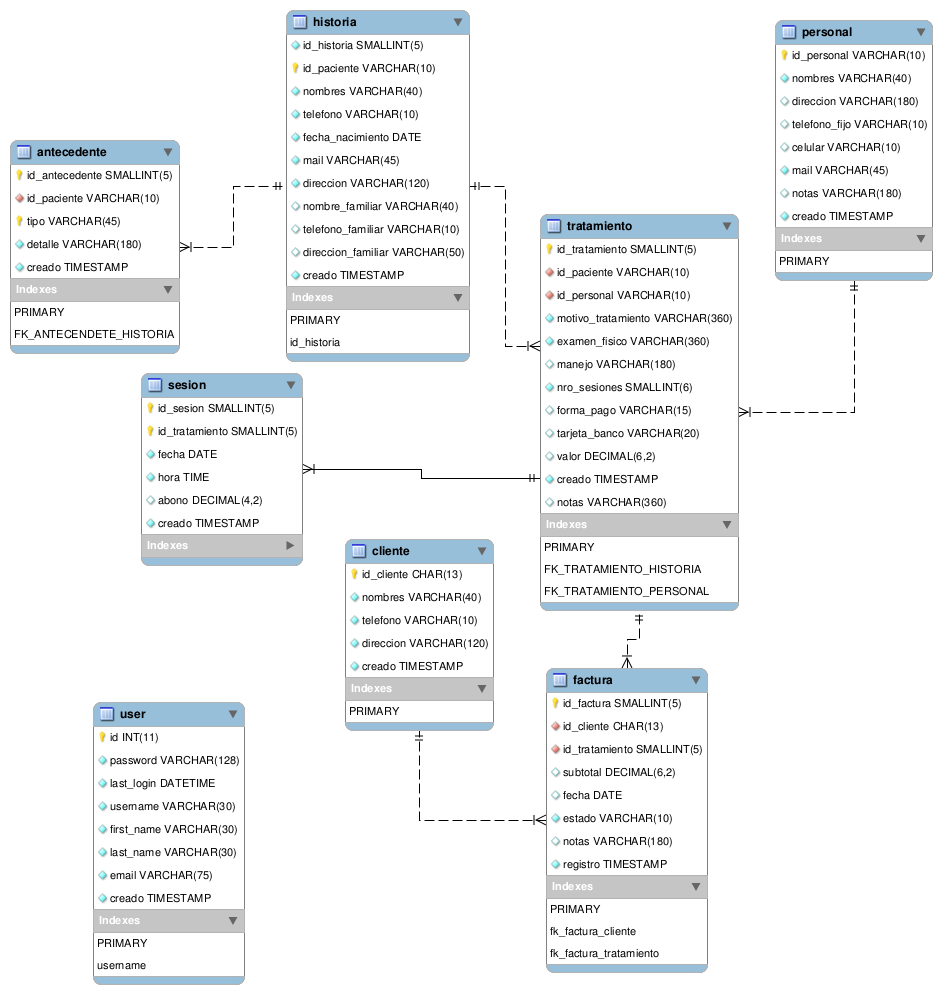 historia
id_historia SMALLINT(5)
id_paciente VARCHAR(10)
nombres VARCHAR(40)
telefono VARCHAR(10)
fecha_nacimiento DATE
mail VARCHAR(45)
direccion VARCHAR(120)
nombre_familiar VARCHAR(40)
telefono_familiar VARCHAR(10)
direccion_familiar VARCHAR(50)
creado TIMESTAMP
Indexes
PRIMARY
id_historia
personal
id_personal VARCHAR(10)
nombres VARCHAR(40)
direccion VARCHAR(180)
telefono_fijo VARCHAR(10)
celular VARCHAR(10)
mail VARCHAR(45)
notas VARCHAR(180)
creado TIMESTAMP
Indexes
PRIMARY
antecedente
id_antecedente SMALLINT(5)
id_paciente VARCHAR(10)
tipo VARCHAR(45)
detalle VARCHAR(180)
creado TIMESTAMP
Indexes
PRIMARY
FK_ANTECENDETE_HISTORIA
tratamiento
id_tratamiento SMALLINT(5)
id_paciente VARCHAR(10)
id_personal VARCHAR(10)
motivo_tratamiento VARCHAR(360)
examen_fisico VARCHAR(360)
manejo VARCHAR(180)
nro_sesiones SMALLINT(6)
forma_pago VARCHAR(15)
tarjeta_banco VARCHAR(20)
valor DECIMAL(6,2)
creado TIMESTAMP
notas VARCHAR(360)
Indexes
PRIMARY
FK_TRATAMIENTO_HISTORIA
FK_TRATAMIENTO_PERSONAL
sesion
id_sesion SMALLINT(5)
id_tratamiento SMALLINT(5)
fecha DATE
hora TIME
abono DECIMAL(4,2)
creado TIMESTAMP
Indexes
cliente
id_cliente CHAR(13)
nombres VARCHAR(40)
telefono VARCHAR(10)
direccion VARCHAR(120)
creado TIMESTAMP
Indexes
PRIMARY
factura
id_factura SMALLINT(5)
id_cliente CHAR(13)
id_tratamiento SMALLINT(5)
subtotal DECIMAL(6,2)
fecha DATE
estado VARCHAR(10)
notas VARCHAR(180)
registro TIMESTAMP
Indexes
PRIMARY
fk_factura_cliente
fk_factura_tratamiento
user
id INT(11)
password VARCHAR(128)
last_login DATETIME
username VARCHAR(30)
first_name VARCHAR(30)
last_name VARCHAR(30)
email VARCHAR(75)
creado TIMESTAMP
Indexes
PRIMARY
username